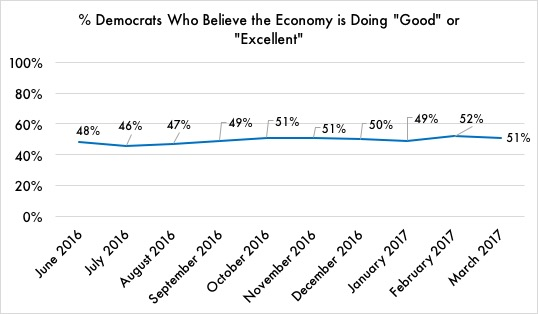 % Democrats Who Believe the Economy is Doing "Good" or
"Excellent"
100%
80%
60%
40%
20%
0%
48%
46%
47%
49%
51%
51%
50%
49%
52%
51%
June 2016
July 2016
August 2016
September 2016
October 2016
November 2016
December 2016
January 2017
February 2017
March 2017